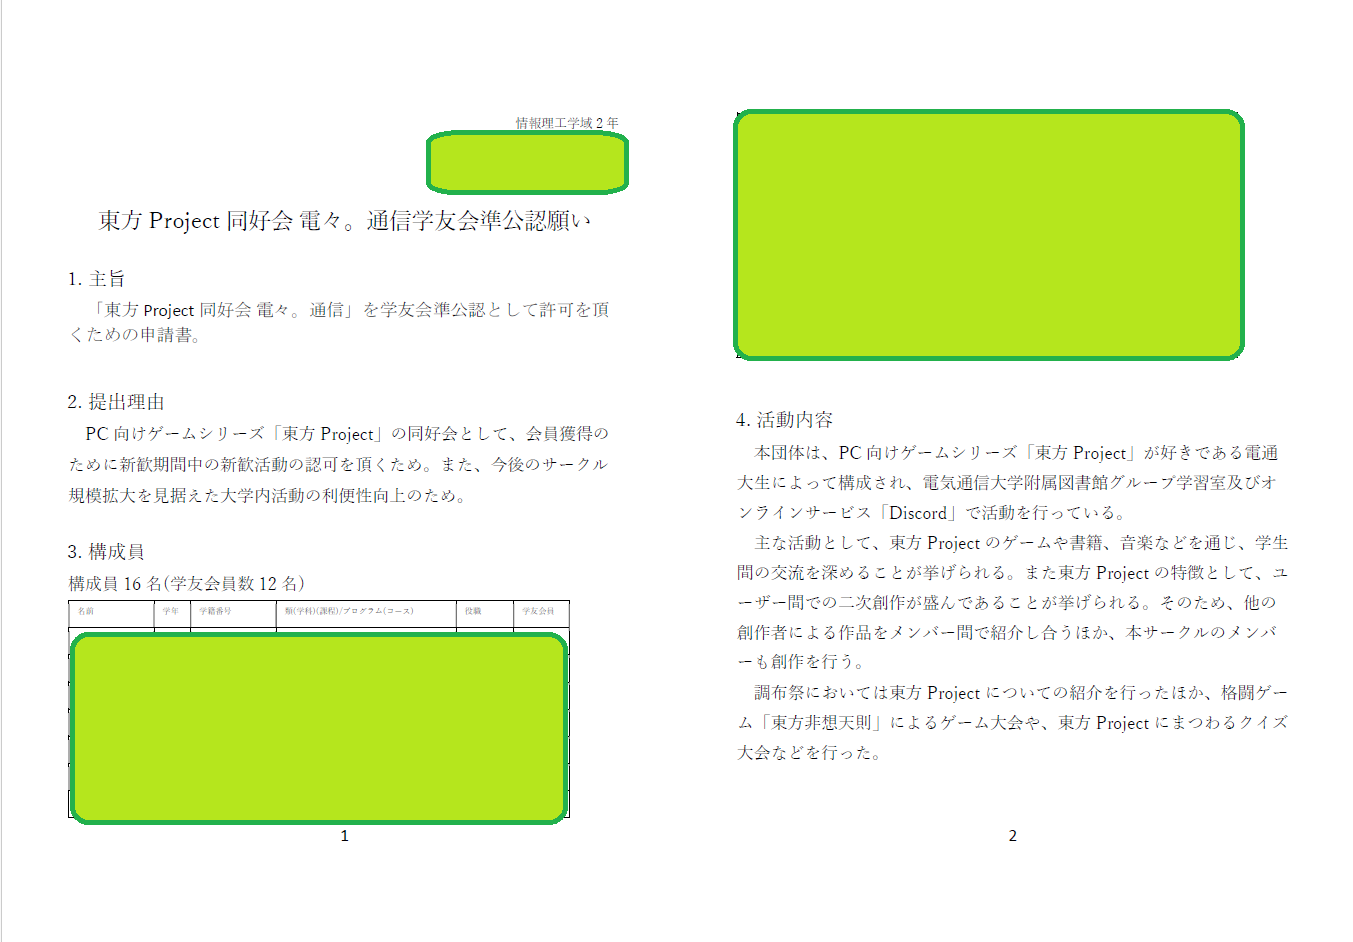 情報理工学域 2 年
東方 Project 同好会 電々。通信学友会準公認願い
1. 主旨
「東方 Project 同好会 電々。通信」を学友会準公認として許可を頂
くための申請書。
2. 提出理由
PC 向けゲームシリーズ「東方 Project」の同好会として、会員獲得の
ために新歓期間中の新歓活動の認可を頂くため。また、今後のサークル
規模拡大を見据えた大学内活動の利便性向上のため。
3. 構成員
構成員 16 名(学友会員数 12 名)
名前 学年 学籍番号 類(学科)(課程)/プログラム(コース) 役職 学友会員
1
4. 活動内容
本団体は、PC 向けゲームシリーズ「東方 Project」が好きである電通
大生によって構成され、電気通信大学附属図書館グループ学習室及びオ
ンラインサービス「Discord」で活動を行っている。
主な活動として、東方 Project のゲームや書籍、音楽などを通じ、学生
間の交流を深めることが挙げられる。また東方 Project の特徴として、ユ
ーザー間での二次創作が盛んであることが挙げられる。そのため、他の
創作者による作品をメンバー間で紹介し合うほか、本サークルのメンバ
ーも創作を行う。
調布祭においては東方 Project についての紹介を行ったほか、格闘ゲー
ム「東方非想天則」によるゲーム大会や、東方 Project にまつわるクイズ
大会などを行った。
2